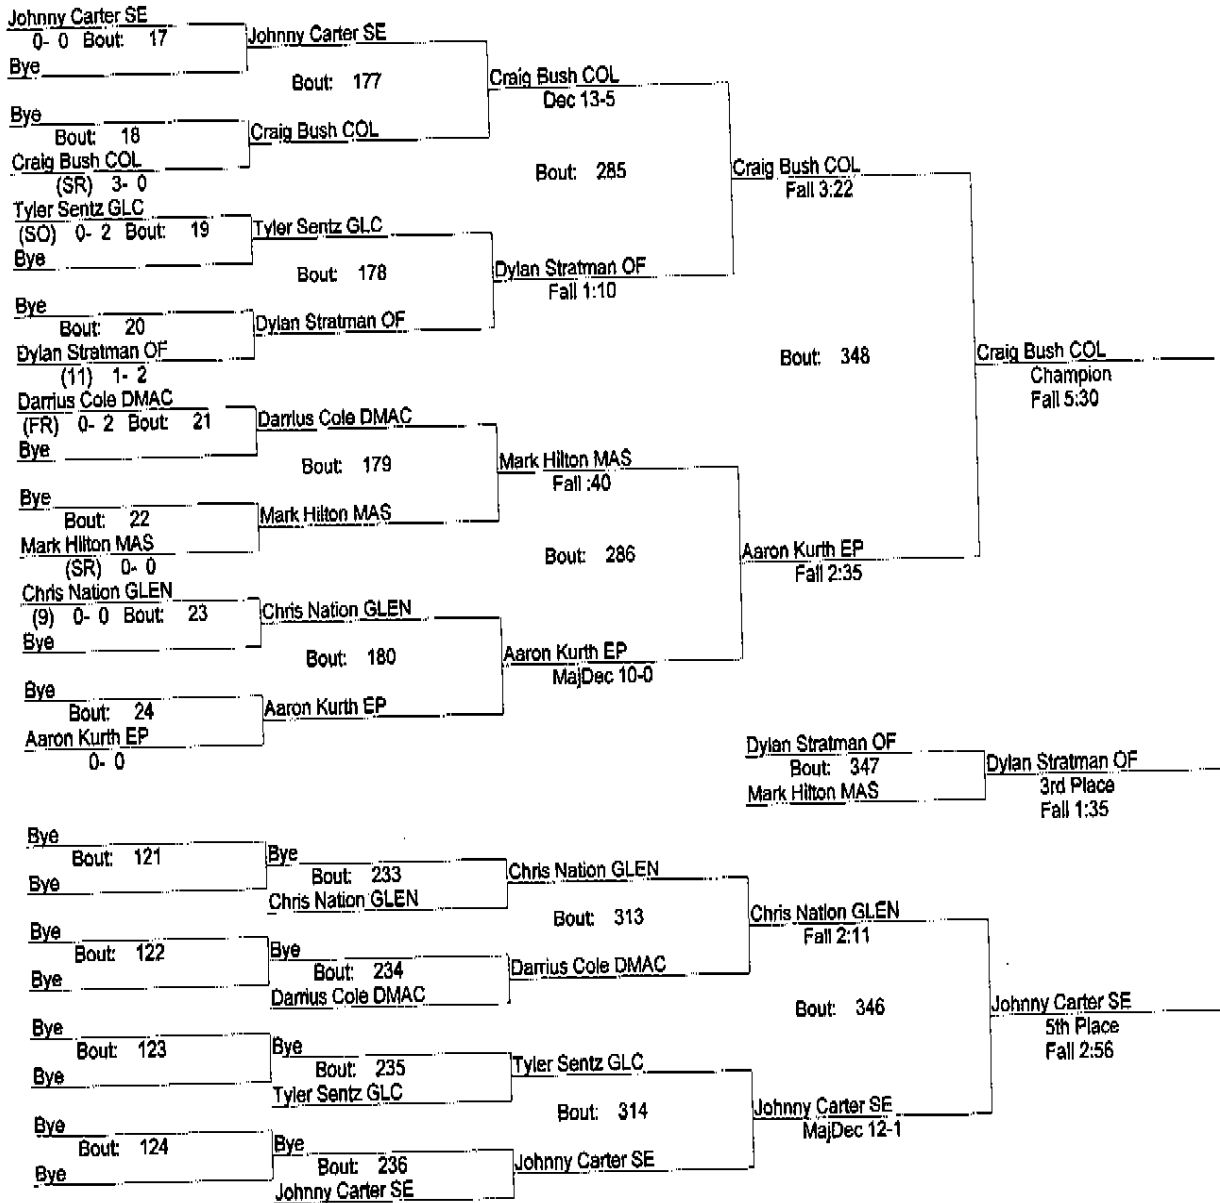 Johnny Carter SE
0- 0 Bout: 17
Bye
Johnny Carter SE
Bout: 177
Bye
Bout: 18
Craig Bush COL
(SR) 3- 0
Craig Bush COL
Craig Bush COL
Dec 13-5
Bout: 285
Tyler Sentz GLC
(SO) 0- 2 Bout: 19
Bye
Tyler Sentz GLC
Bout: 178
Bye
Bout: 20
Dylan Stratman OF
(11) 1- 2
Dylan Stratman OF
Dylan Stratman OF
Fall 1:10
Craig Bush COL
Fall 3:22
Bout: 348
Darrius Cole DMAC
(FR) 0- 2 Bout: 21
Bye
Darrius Cole DMAC
Bout: 179
Bye
Bout: 22
Mark Hilton MAS
(SR) 0- 0
Mark Hilton MAS
Mark Hilton MAS
Fall :40
Bout: 286
Chris Nation GLEN
(9) 0- 0 Bout: 23
Bye
Chris Nation GLEN
Bout: 180
Bye
Bout: 24
Aaron Kurth EP
0- 0
Aaron Kurth EP
Aaron Kurth EP
MajDec 10-0
Aaron Kurth EP
Fall 2:35
Craig Bush COL
Champion
Fall 5:30
Dylan Stratman OF
Bout: 347
Mark Hilton MAS
Dylan Stratman OF
3rd Place
Fall 1:35
Bye
Bout: 121
Bye
Bye
Bout: 233
Chris Nation GLEN
Chris Nation GLEN
Bout: 313
Bye
Bout: 122
Bye
Bye
Bout: 234
Darrius Cole DMAC
Darrius Cole DMAC
Chris Nation GLEN
Fall 2:11
Bout: 346
Bye
Bout: 123
Bye
Bye
Bout: 235
Tyler Sentz GLC
Tyler Sentz GLC
Bout: 314
Bye
Bout: 124
Bye
Bye
Bout: 236
Johnny Carter SE
Johnny Carter SE
Johnny Carter SE
MajDec 12-1
Johnny Carter SE
5th Place
Fall 2:56